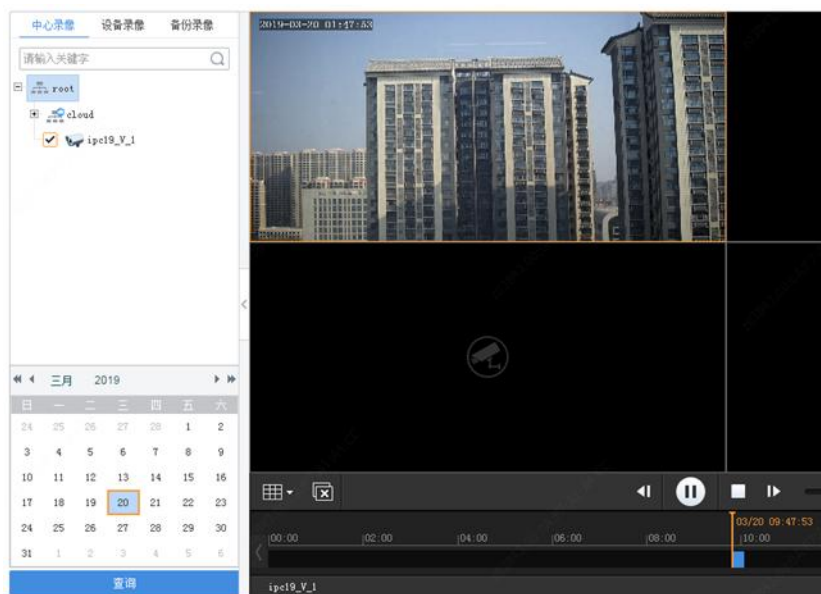 中心录像 设备录像 备份录像
请输入关键字
root
cloud
ipc19_V_1
三月 2019
日 一 二 三 四 五 六
24 25 26 27 28 1 2
3 4 5 6 7 8 9
10 11 12 13 14 15 16
17 18 19 20 21 22 23
24 25 26 27 28 29 30
31 1 2 3 4 5 6
查询
2019-03-20 01:47:53
03/20 09:47:53
00:00 02:00 04:00 06:00 08:00 10:00
ipc19_V_1